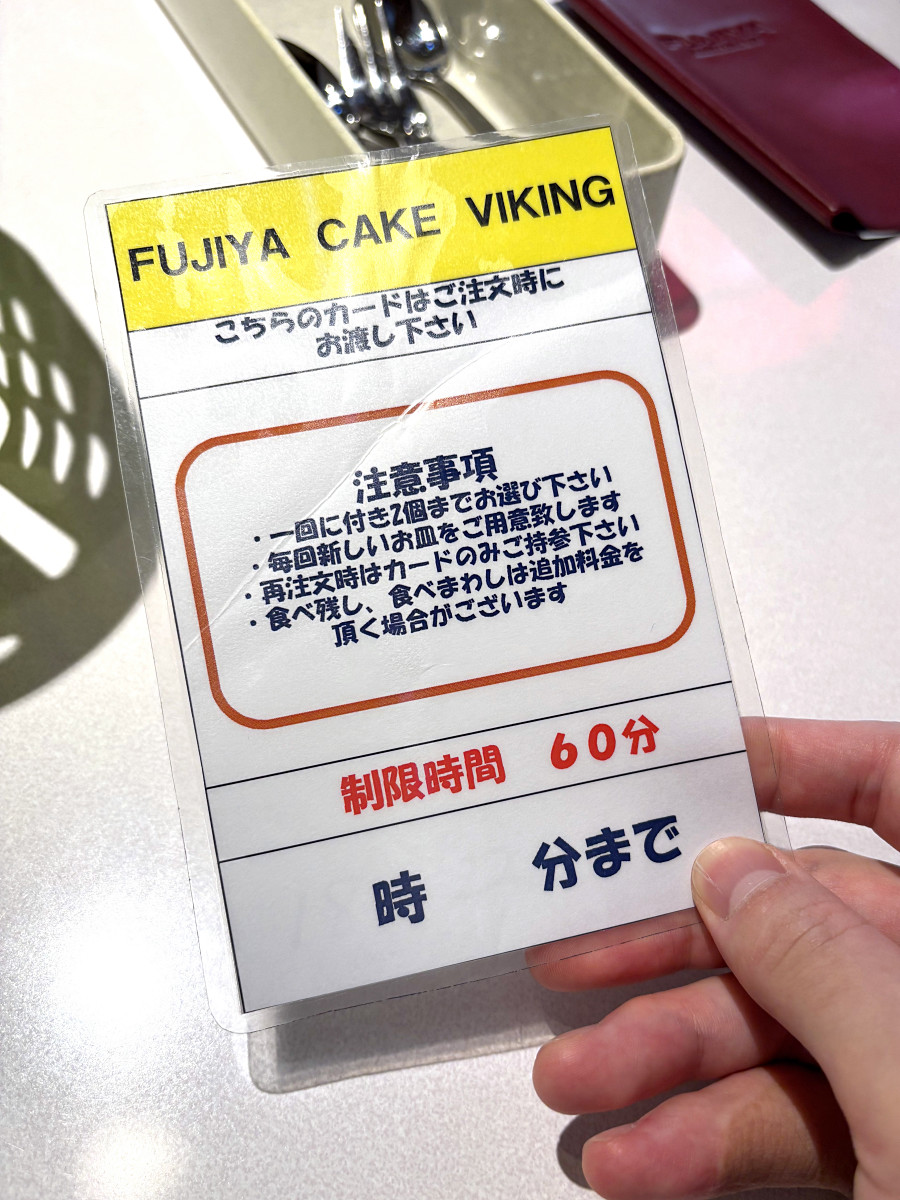 FUJIYA CAKE VIKING
こちらのカードはご注文時に
お渡し下さい
注意事項
・一回に付き2個までお選び下さい
・毎回新しいお皿をご用意致します
・再注文時はカードのみご持参下さい
・食べ残し、食べまわしは追加料金を
頂く場合がございます
制限時間 60分
時 分まで